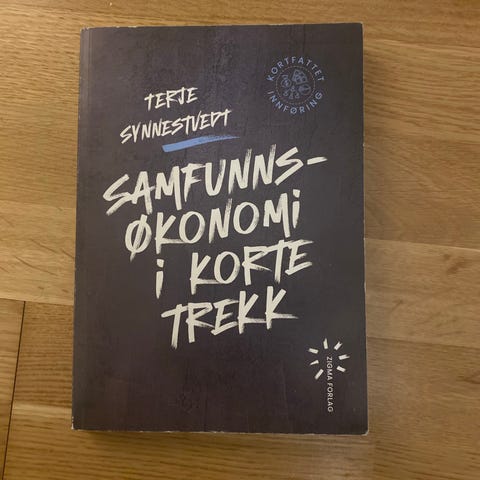 KORTFATTET
INNFØRING
TERJE
SYNNESTVEDT
SAMFUNNS-
ØKONOMI
I KORTE
TREKK
ZIGMA FORLAG